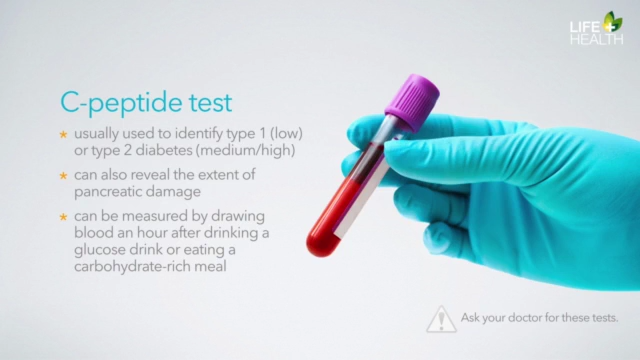 LIFE+
HEALTH
C-peptide test
* usually used to identify type 1 (low)
or type 2 diabetes (medium/high)
* can also reveal the extent of
pancreatic damage
* can be measured by drawing
blood an hour after drinking a
glucose drink or eating a
carbohydrate-rich meal
Ask your doctor for these tests.